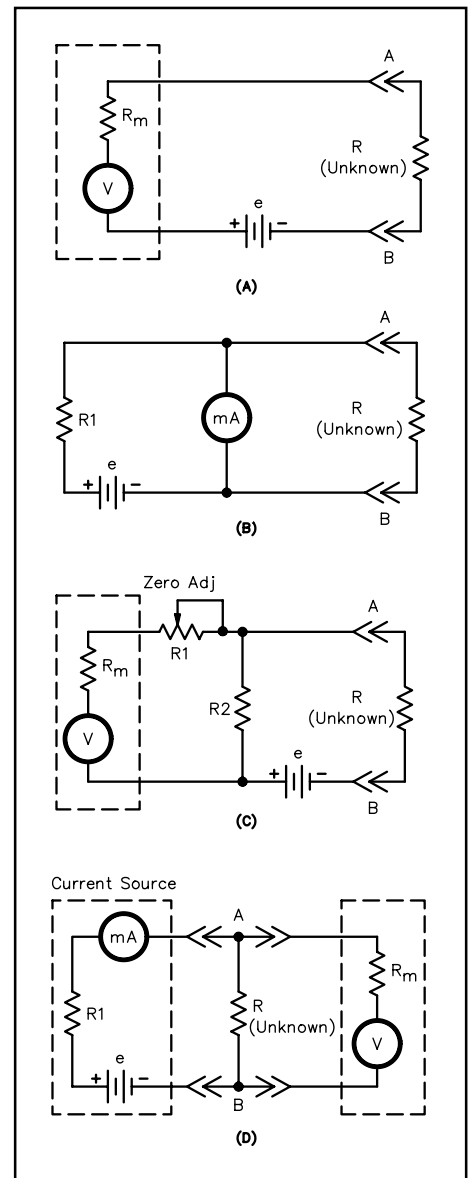 A
Rm
R
(Unknown)
V
e
+ -
B
(A)
A
R1
mA
R
(Unknown)
e
+ -
B
(B)
Zero Adj
A
R1
Rm
R2
R
(Unknown)
V
e
+ -
B
(C)
Current Source
mA
A
Rm
R1
R
(Unknown)
V
e
+ -
B
(D)